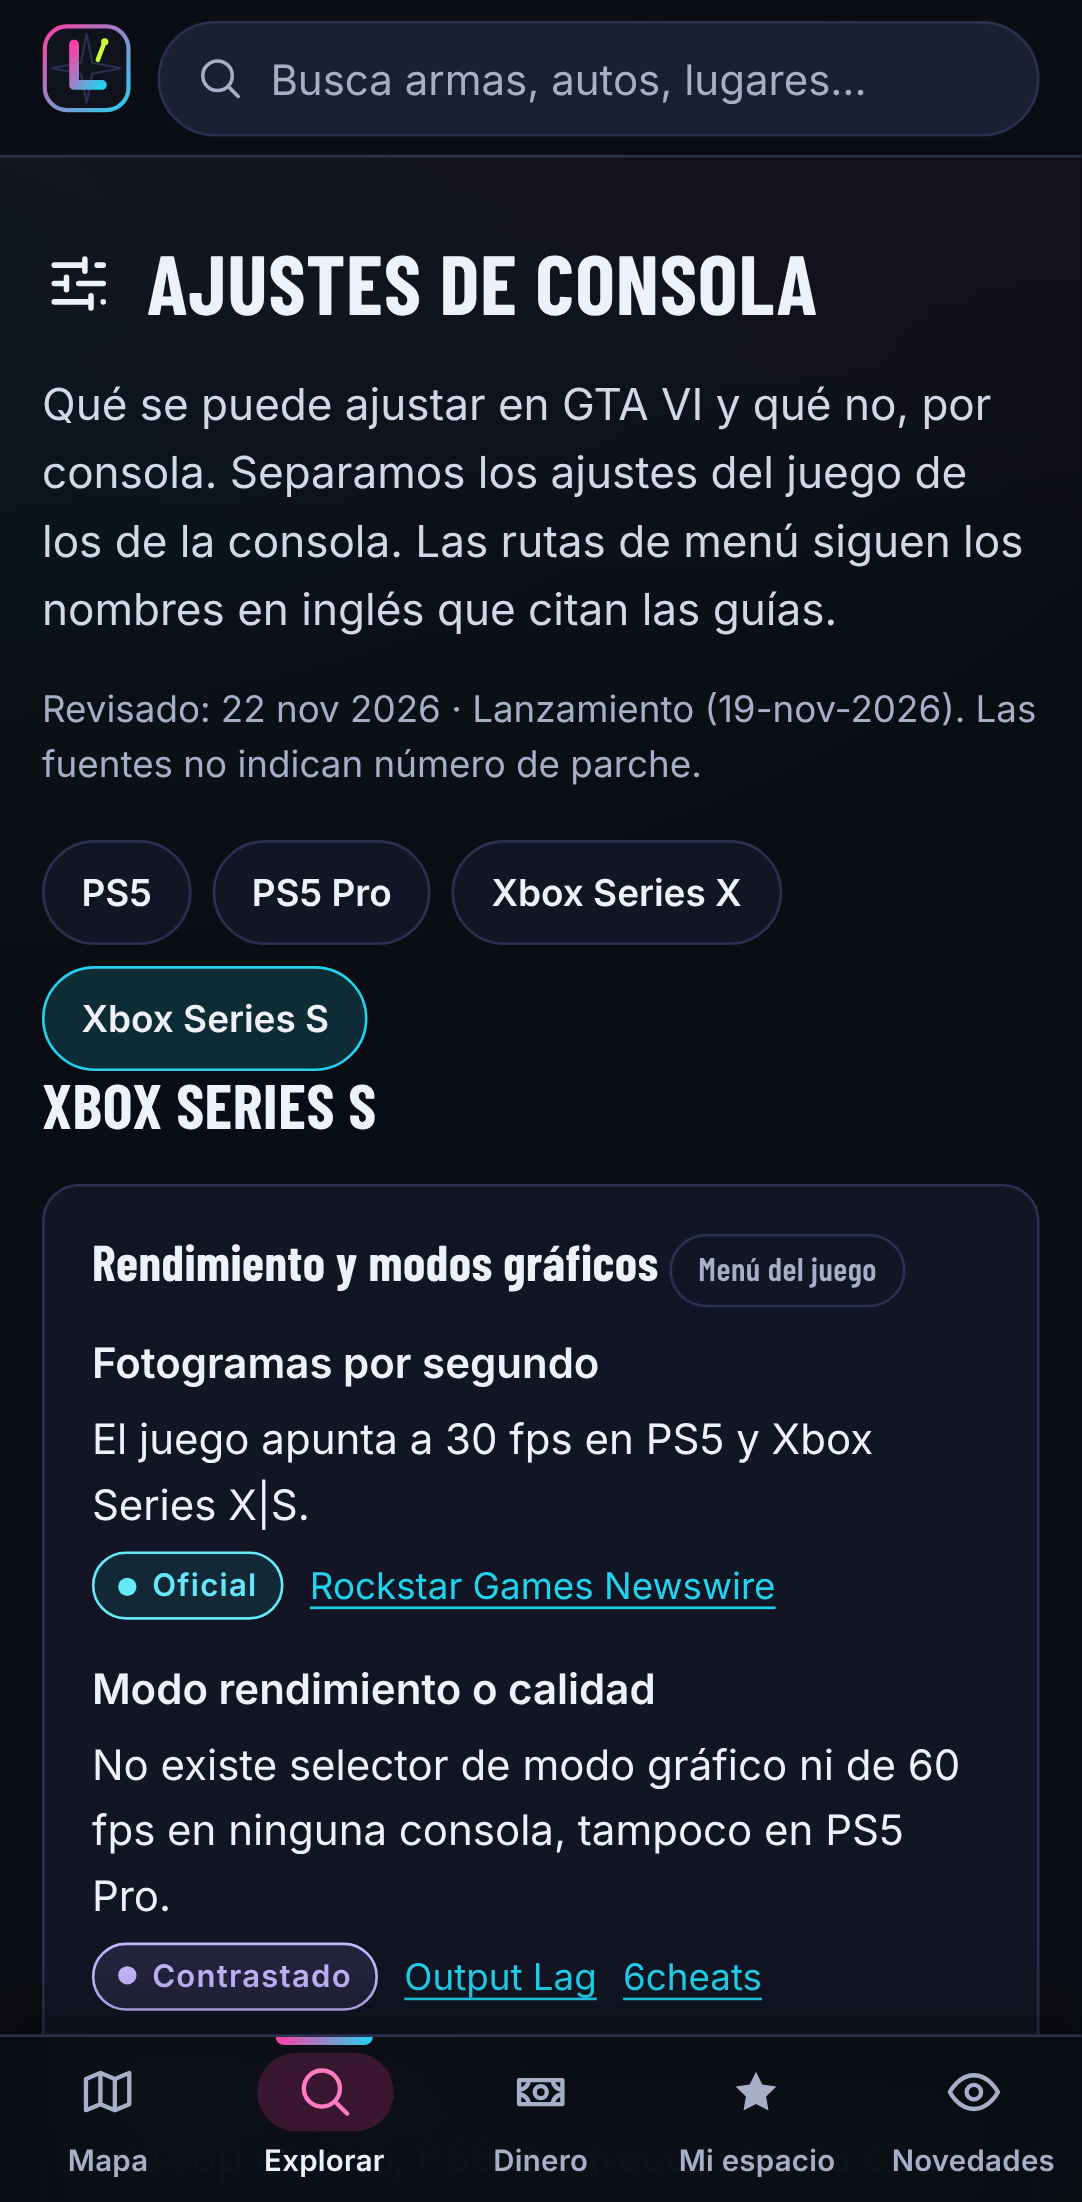 Busca armas, autos, lugares...
AJUSTES DE CONSOLA
Qué se puede ajustar en GTA VI y qué no, por
consola. Separamos los ajustes del juego de
los de la consola. Las rutas de menú siguen los
nombres en inglés que citan las guías.
Revisado: 22 nov 2026 · Lanzamiento (19-nov-2026). Las
fuentes no indican número de parche.
PS5 PS5 Pro Xbox Series X
Xbox Series S
XBOX SERIES S
Rendimiento y modos gráficos Menú del juego
Fotogramas por segundo
El juego apunta a 30 fps en PS5 y Xbox
Series X|S.
Oficial Rockstar Games Newswire
Modo rendimiento o calidad
No existe selector de modo gráfico ni de 60
fps en ninguna consola, tampoco en PS5
Pro.
Contrastado Output Lag 6cheats
Mapa Explorar Dinero Mi espacio Novedades